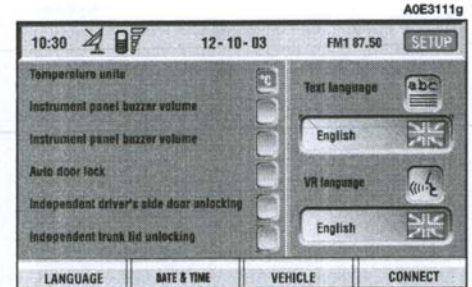 A0E3111g
10:30 12-10-03 FM1 87.50 SETUP
Temperature units °C
Instrument panel buzzer volume
Instrument panel buzzer volume
Auto door lock
Independent driver's side door unlocking
Independent trunk lid unlocking
Text language abc
English
VR language
English
LANGUAGE DATE & TIME VEHICLE CONNECT